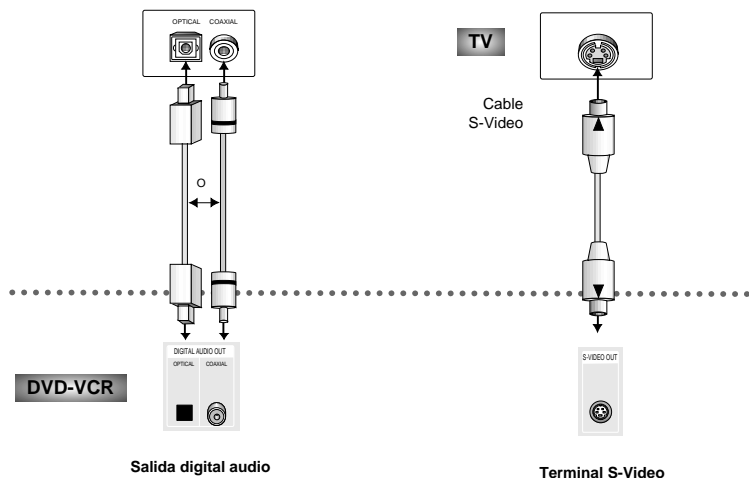 OPTICAL COAXIAL
TV
Cable
S-Video
O
DIGITAL AUDIO OUT
OPTICAL COAXIAL
S-VIDEO OUT
DVD-VCR
Salida digital audio
Terminal S-Video